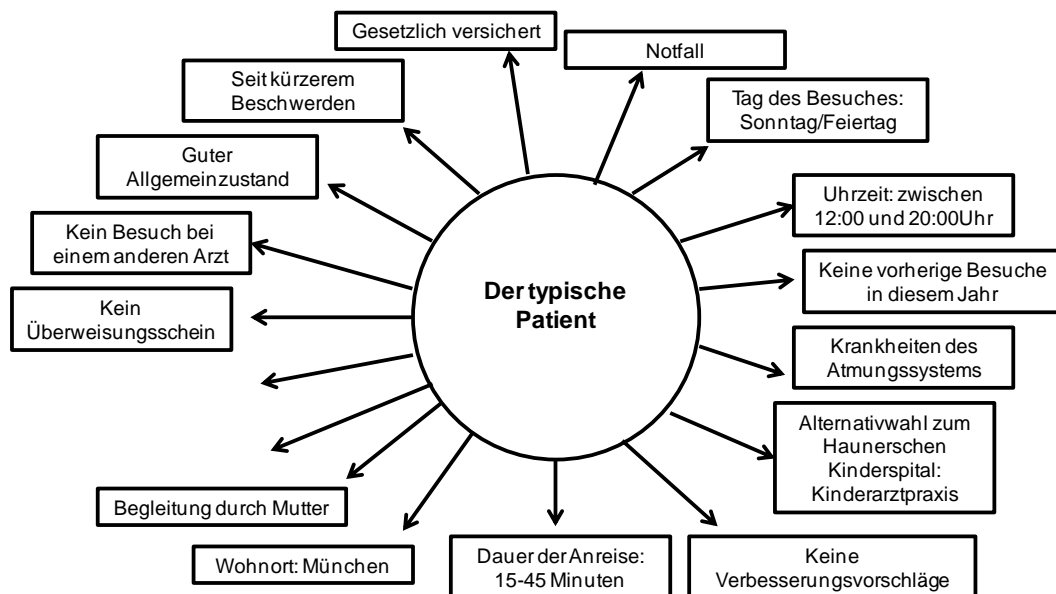 Gesetzlich versichert
Notfall
Seit kürzerem
Beschwerden
Tag des Besuches:
Sonntag/Feiertag
Guter
Allgemeinzustand
Uhrzeit: zwischen
12:00 und 20:00Uhr
Kein Besuch bei
einem anderen Arzt
Keine vorherige Besuche
in diesem Jahr
Der typische
Patient
Kein
Überweisungsschein
Krankheiten des
Atmungssystems
Alternativwahl zum
Haunerschen
Kinderspital:
Kinderarztpraxis
Begleitung durch Mutter
Wohnort: München
Dauer der Anreise:
15-45 Minuten
Keine
Verbesserungsvorschläge